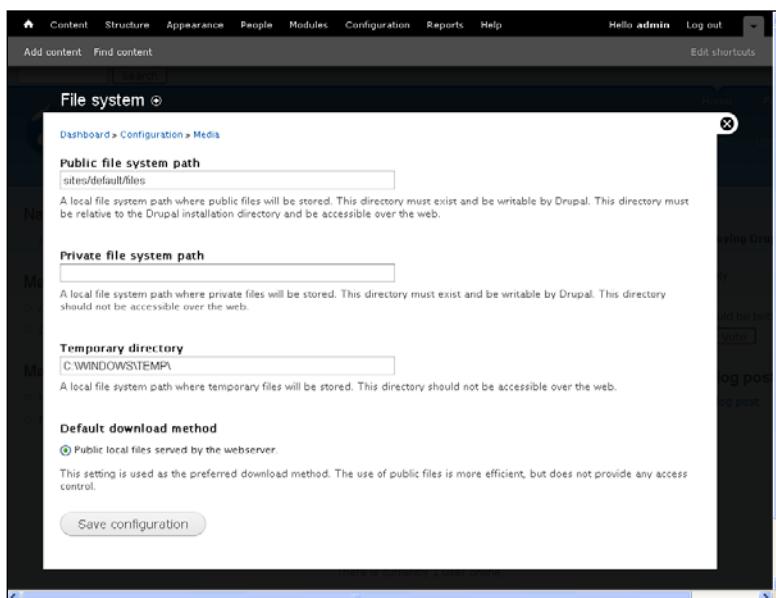 Content Structure Appearance People Modules Configuration Reports Help Hello admin Log out
Add content Find content Edit shortcuts
Search
File system
Home
Dashboard » Configuration » Media
Public file system path
sites/default/files
A local file system path where public files will be stored. This directory must exist and be writable by Drupal. This directory must
be relative to the Drupal installation directory and be accessible over the web.
Private file system path
A local file system path where private files will be stored. This directory must exist and be writable by Drupal. This directory
should not be accessible over the web.
Temporary directory
C:\WINDOWS\TEMP\
A local file system path where temporary files will be stored. This directory should not be accessible over the web.
Vote
Default download method
Public local files served by the webserver.
This setting is used as the preferred download method. The use of public files is more efficient, but does not provide any access
control.
Save configuration